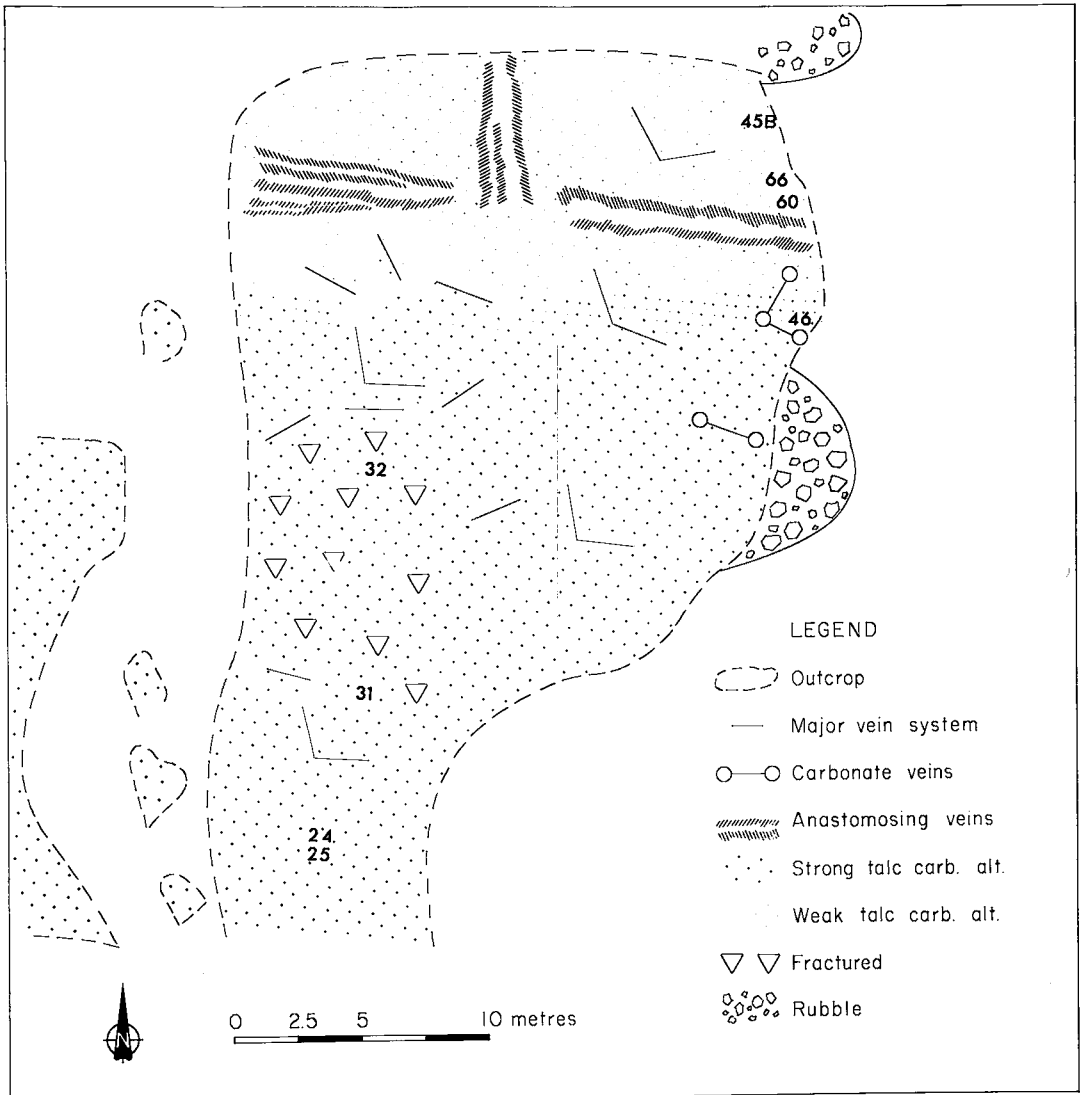 45B
66
60
46
32
31
24
25
LEGEND
Outcrop
Major vein system
Carbonate veins
Anastomosing veins
Strong talc carb. alt.
Weak talc carb. alt.
Fractured
Rubble
N
0 2.5 5 10 metres